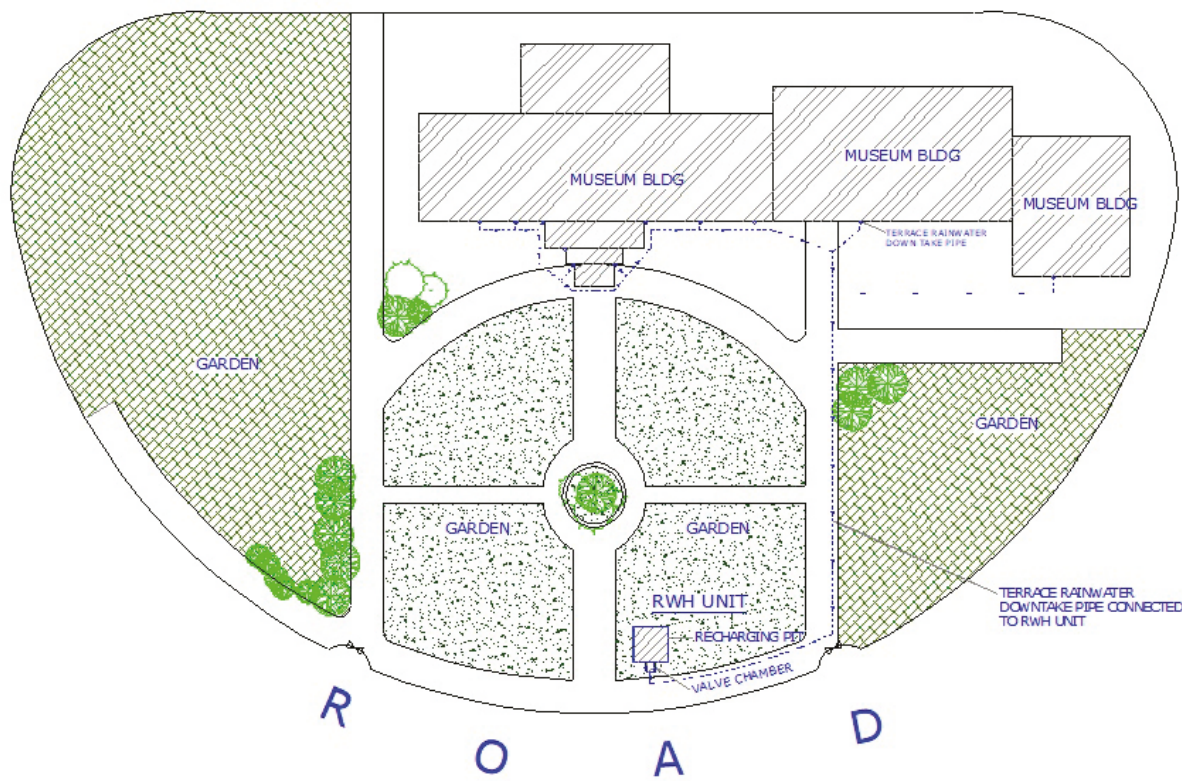 MUSEUM BLDG
MUSEUM BLDG
MUSEUM BLDG
TERRACE RAINWATER
DOWN TAKE PIPE
GARDEN
GARDEN
GARDEN
GARDEN
RWH UNIT
RECHARGING PIT
VALVE CHAMBER
TERRACE RAINWATER
DOWNTAKE PIPE CONNECTED
TO RWH UNIT
R O A D